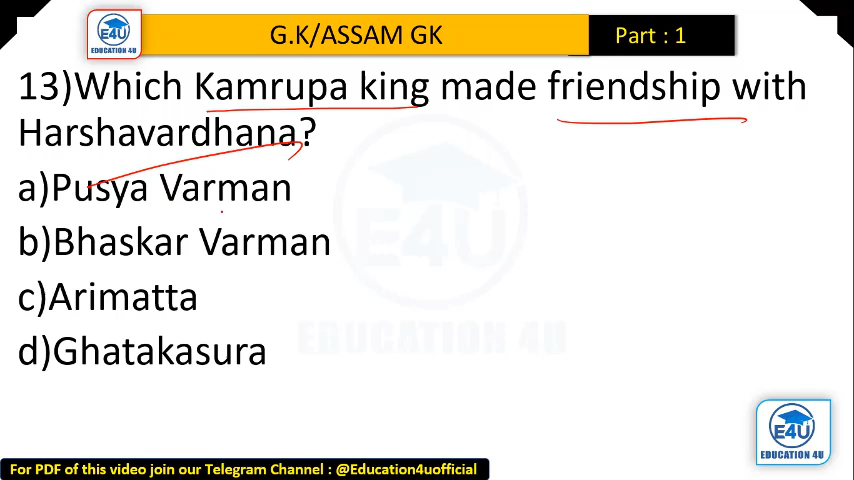 E4U
EDUCATION 4U
G.K/ASSAM GK
Part : 1
13)Which Kamrupa king made friendship with
Harshavardhana?
a)Pusya Varman
b)Bhaskar Varman
c)Arimatta
d)Ghatakasura
E4U
EDUCATION 4U
E4U
EDUCATION 4U
For PDF of this video join our Telegram Channel : @Education4uofficial